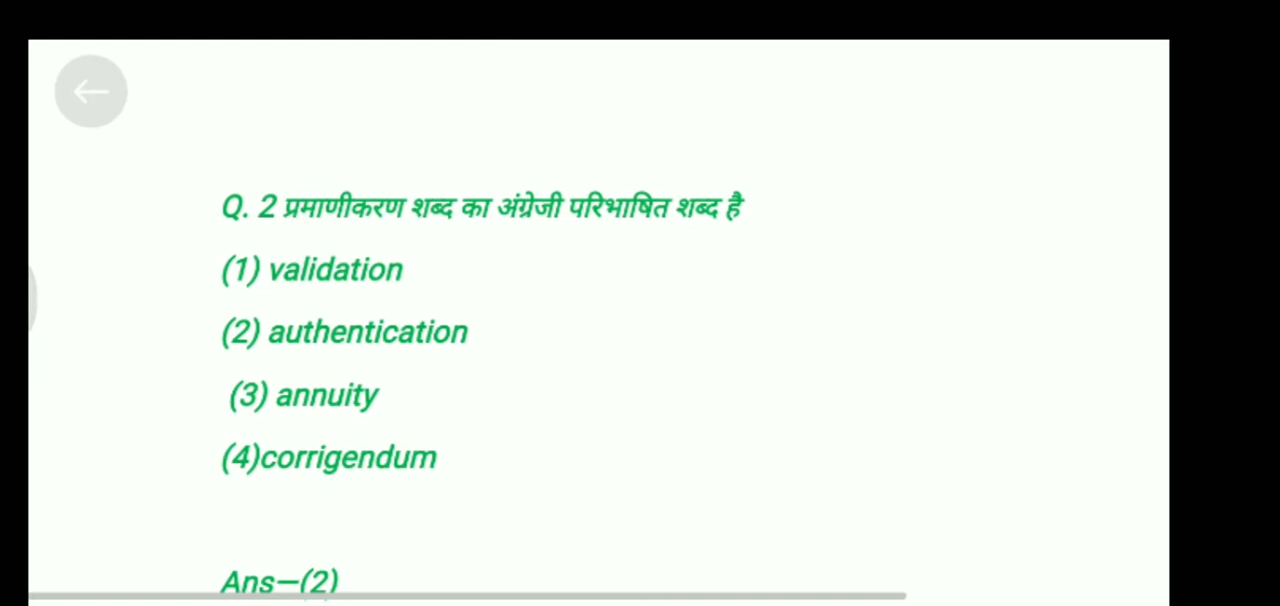 Q. 2 प्रमाणीकरण शब्द का अंग्रेजी परिभाषित शब्द है
(1) validation
(2) authentication
(3) annuity
(4)corrigendum
Ans—(2)